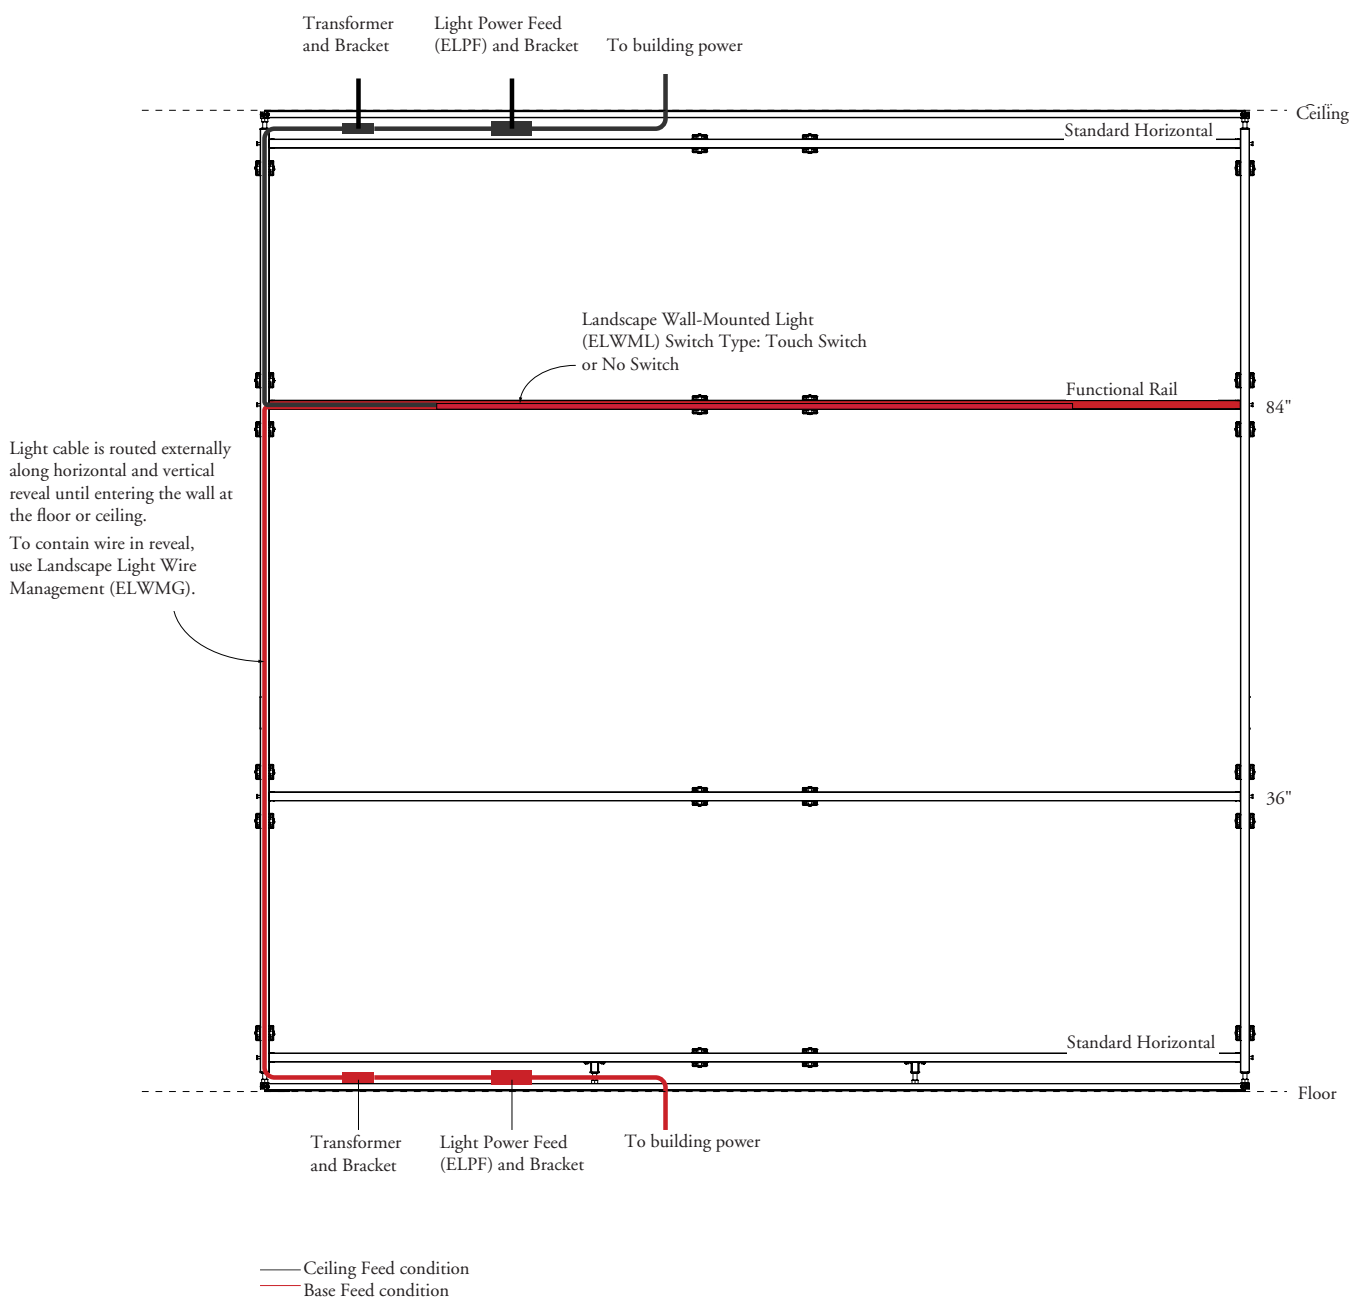 Transformer
and Bracket
Light Power Feed
(ELPF) and Bracket
To building power
Ceiling
Standard Horizontal
Landscape Wall-Mounted Light
(ELWML) Switch Type: Touch Switch
or No Switch
Functional Rail
84"
Light cable is routed externally
along horizontal and vertical
reveal until entering the wall at
the floor or ceiling.
To contain wire in reveal,
use Landscape Light Wire
Management (ELWMG).
36"
Standard Horizontal
Floor
Transformer
and Bracket
Light Power Feed
(ELPF) and Bracket
To building power
Ceiling Feed condition
Base Feed condition